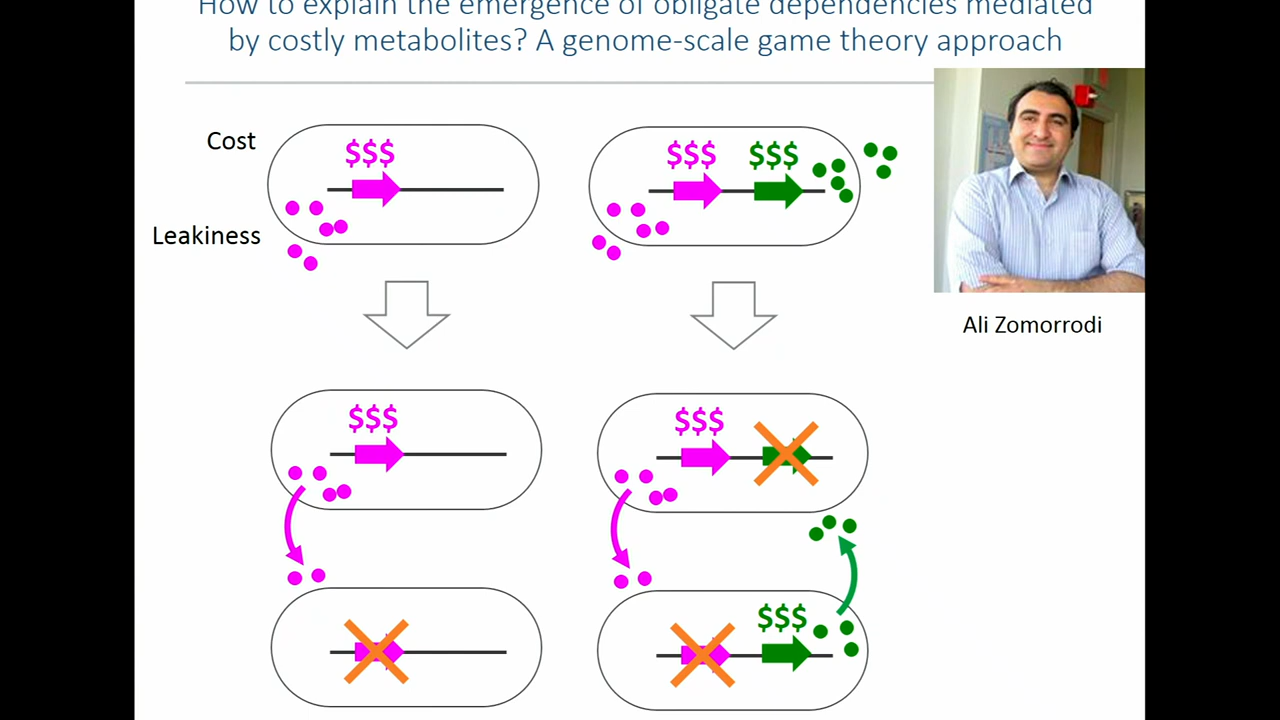 How to explain the emergence of obligate dependencies mediated
by costly metabolites? A genome-scale game theory approach
Cost
$$$
$$$ $$$
Leakiness
Ali Zomorrodi
$$$
$$$
$$$